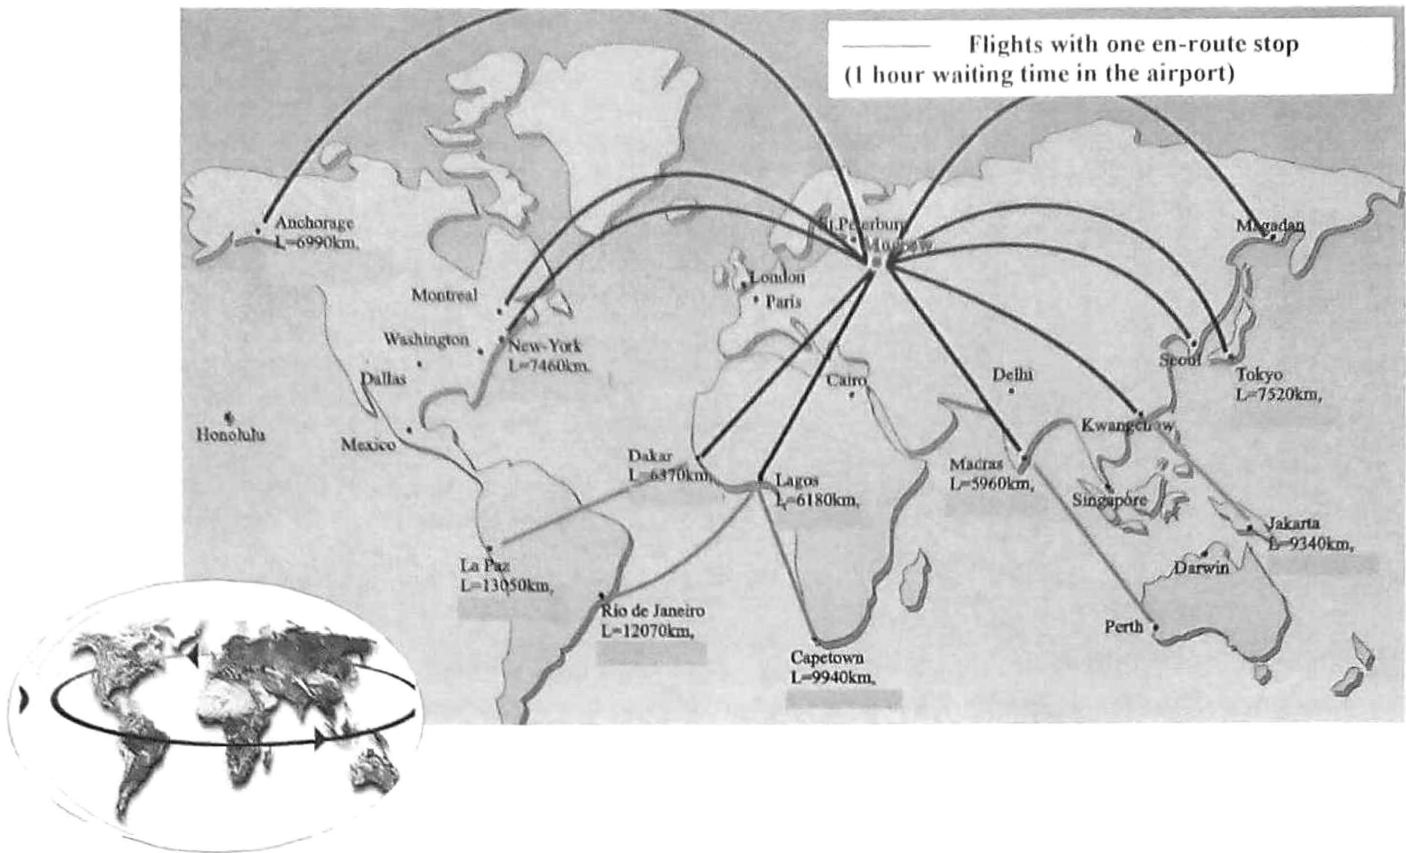 Flights with one en-route stop
(1 hour waiting time in the airport)
Anchorage
L=6990km,
Magadan
Moscow
London
Paris
Montreal
Washington
New-York
L=7460km.
Dallas
Honolulu
Mexico
Cairo
Delhi
Seoul
Tokyo
L=7520km,
Kwangchaw
Dakar
L=6370km,
Lagos
L=6180km,
Madras
L=5960km,
Singapore
Jakarta
L=9340km,
Darwin
La Paz
L=13050km,
Rio de Janeiro
L=12070km,
Perth
Capetown
L=9940km,